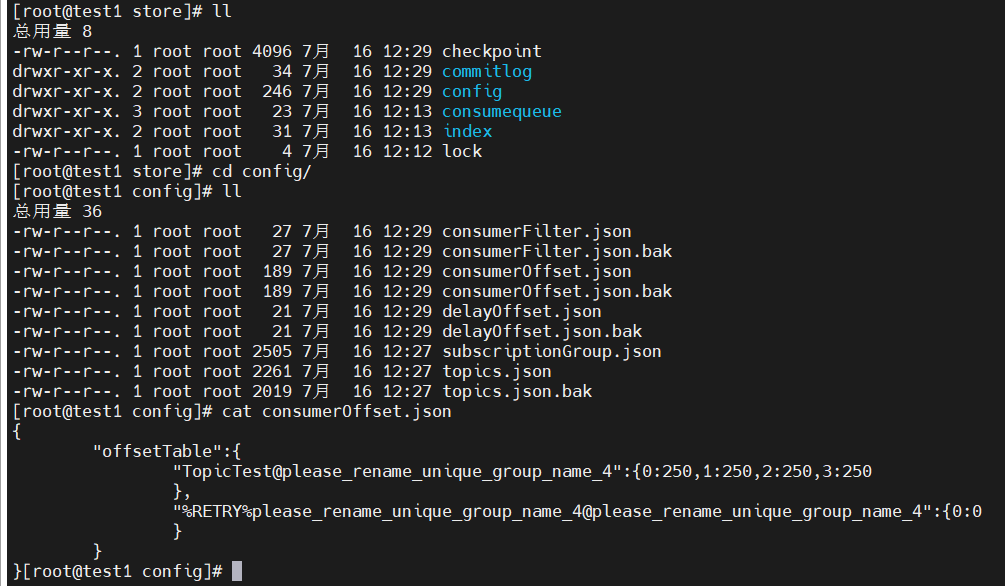 [root@test1 store]# ll
总用量 8
-rw-r--r--. 1 root root 4096 7月  16 12:29 checkpoint
drwxr-xr-x. 2 root root   34 7月  16 12:29 commitlog
drwxr-xr-x. 2 root root  246 7月  16 12:29 config
drwxr-xr-x. 3 root root   23 7月  16 12:13 consumequeue
drwxr-xr-x. 2 root root   31 7月  16 12:13 index
-rw-r--r--. 1 root root    4 7月  16 12:12 lock
[root@test1 store]# cd config/
[root@test1 config]# ll
总用量 36
-rw-r--r--. 1 root root   27 7月  16 12:29 consumerFilter.json
-rw-r--r--. 1 root root   27 7月  16 12:29 consumerFilter.json.bak
-rw-r--r--. 1 root root  189 7月  16 12:29 consumerOffset.json
-rw-r--r--. 1 root root  189 7月  16 12:29 consumerOffset.json.bak
-rw-r--r--. 1 root root   21 7月  16 12:29 delayOffset.json
-rw-r--r--. 1 root root   21 7月  16 12:29 delayOffset.json.bak
-rw-r--r--. 1 root root 2505 7月  16 12:27 subscriptionGroup.json
-rw-r--r--. 1 root root 2261 7月  16 12:27 topics.json
-rw-r--r--. 1 root root 2019 7月  16 12:27 topics.json.bak
[root@test1 config]# cat consumerOffset.json
{
        "offsetTable":{
                "TopicTest@please_rename_unique_group_name_4":{0:250,1:250,2:250,3:250
                },
                "%RETRY%please_rename_unique_group_name_4@please_rename_unique_group_name_4":{0:0
                }
        }
}[root@test1 config]#